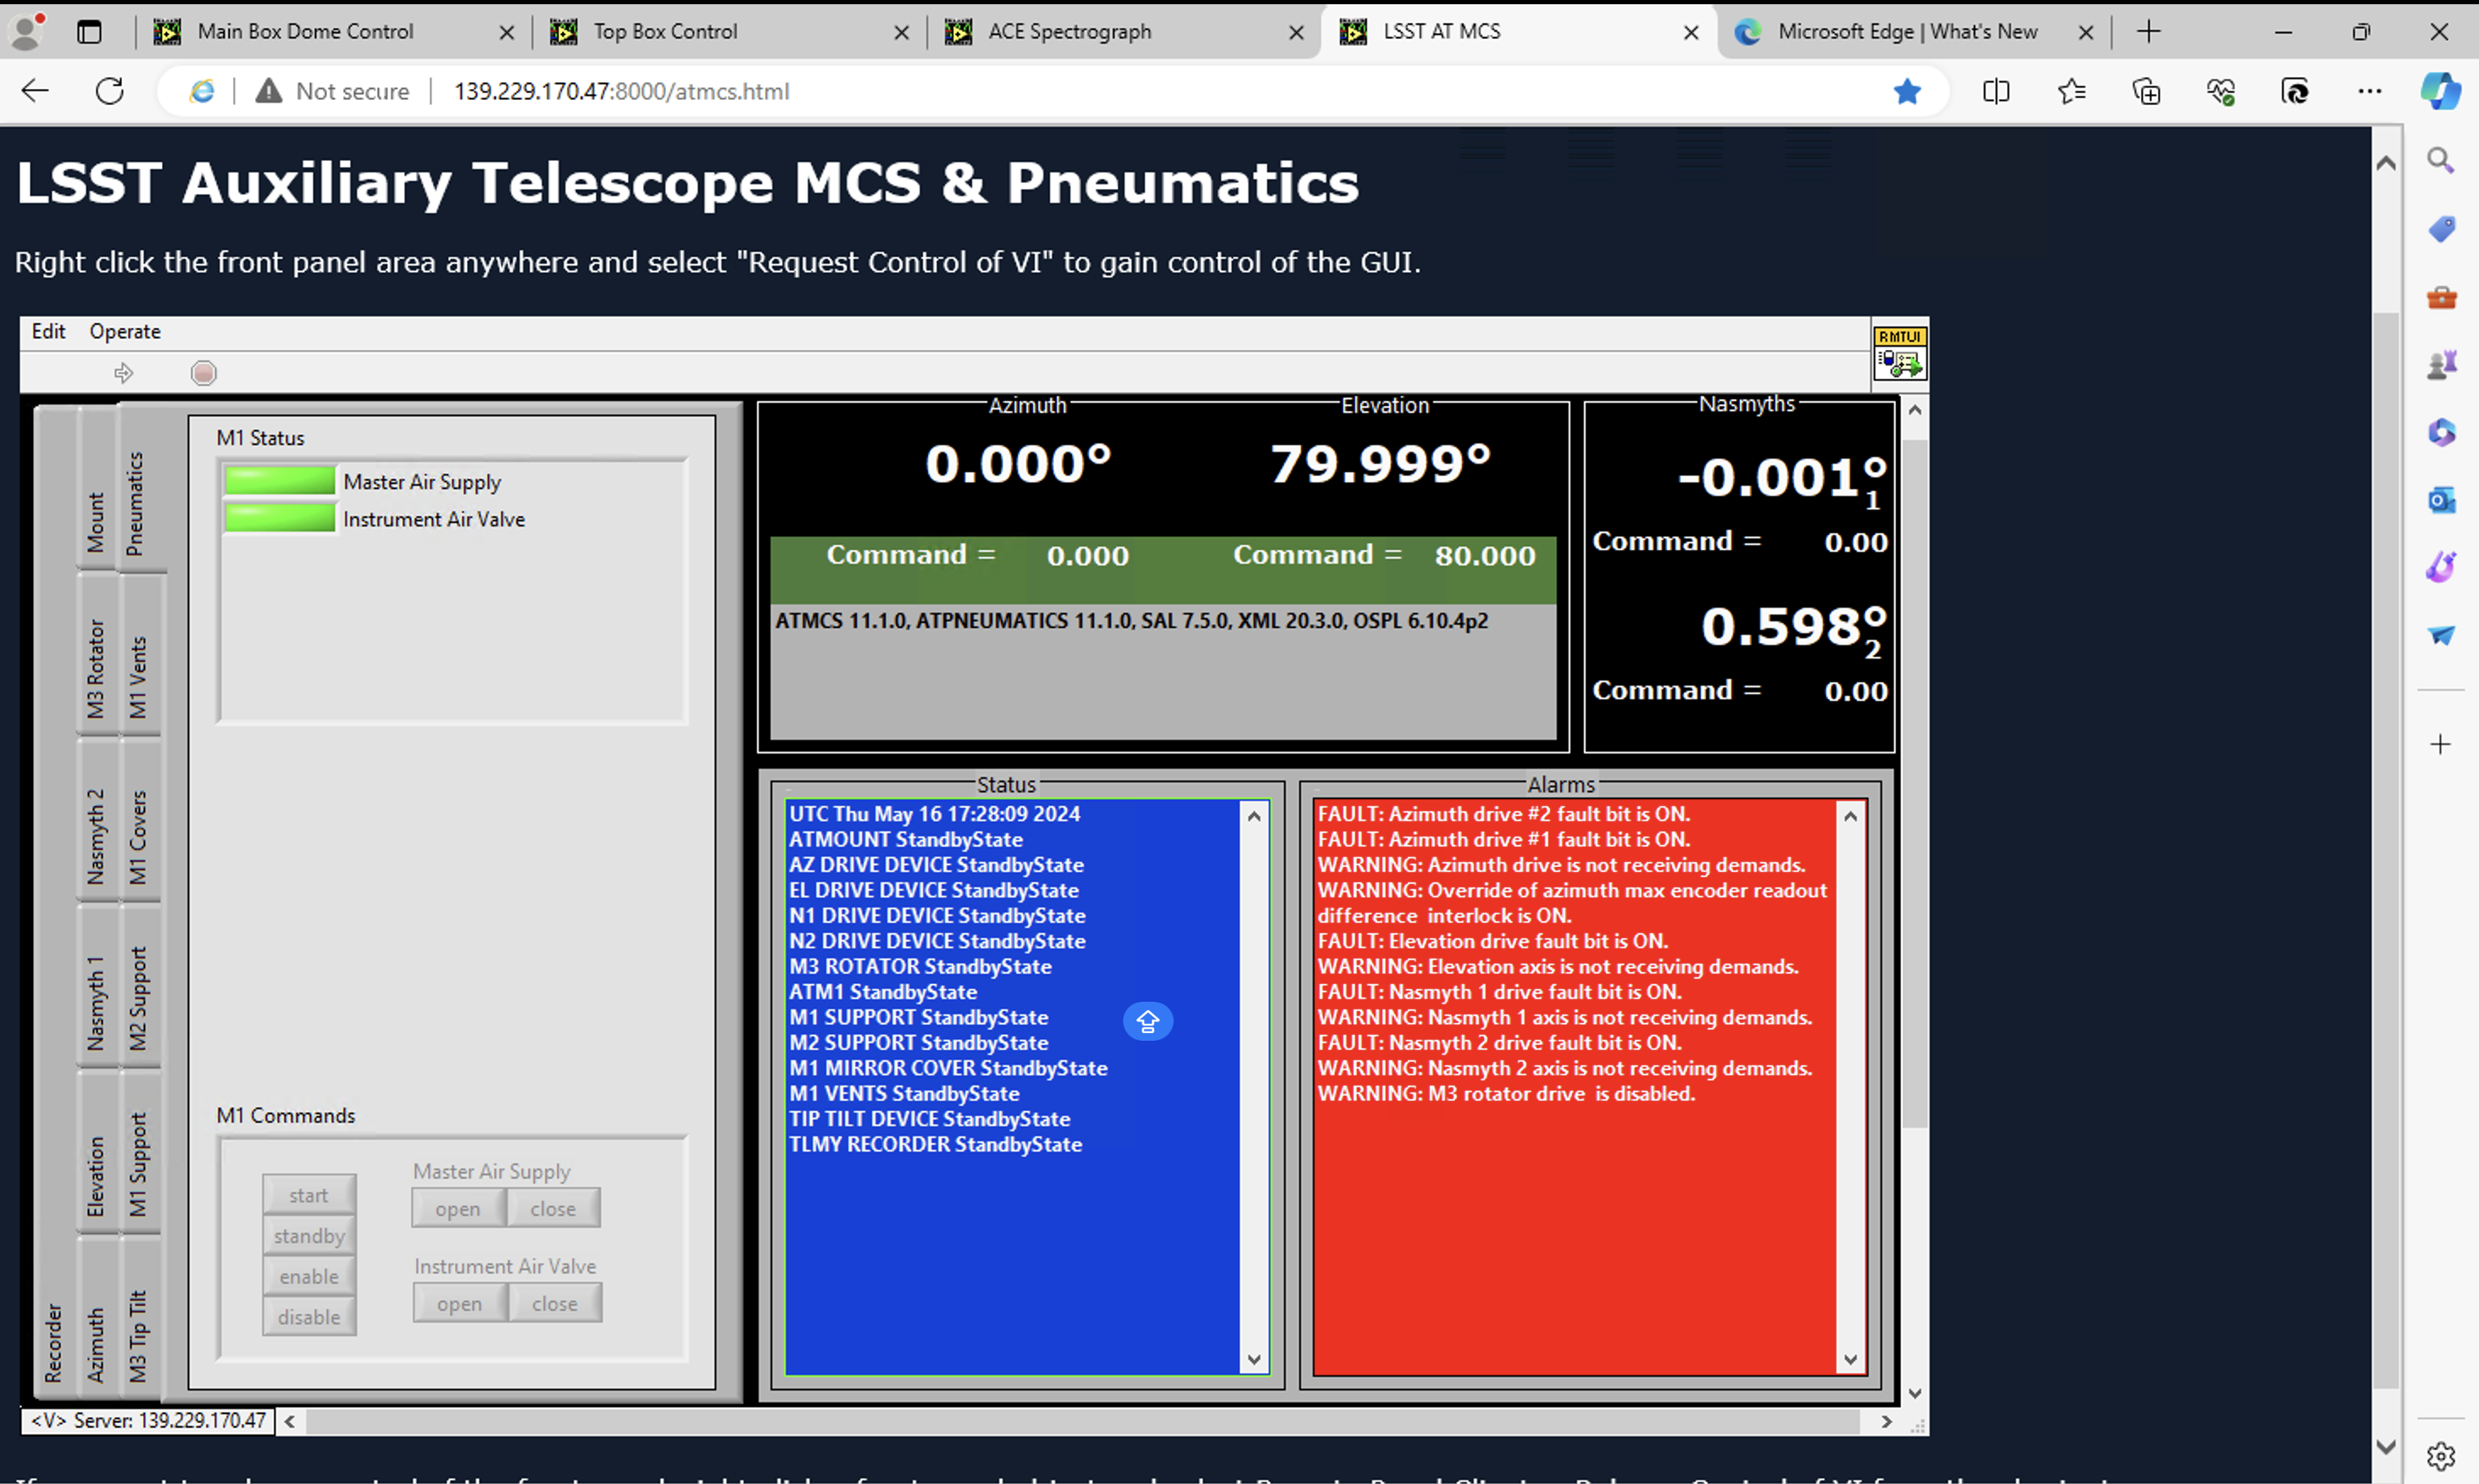 Main Box Dome Control
Top Box Control
ACE Spectrograph
LSST AT MCS
Microsoft Edge | What's New
Not secure
139.229.170.47:8000/atmcs.html
LSST Auxiliary Telescope MCS & Pneumatics
Right click the front panel area anywhere and select "Request Control of VI" to gain control of the GUI.
Edit Operate
RMTUI
Recorder
Mount
M3 Rotator
Nasmyth 2
Nasmyth 1
Elevation
Azimuth
Pneumatics
M1 Vents
M1 Covers
M2 Support
M1 Support
M3 Tip Tilt
M1 Status
Master Air Supply
Instrument Air Valve
M1 Commands
start
standby
enable
disable
Master Air Supply
open close
Instrument Air Valve
open close
Azimuth Elevation
0.000° 79.999°
Command = 0.000 Command = 80.000
ATMCS 11.1.0, ATPNEUMATICS 11.1.0, SAL 7.5.0, XML 20.3.0, OSPL 6.10.4p2
Nasmyths
-0.001° 1
Command = 0.00
0.598° 2
Command = 0.00
Status
UTC Thu May 16 17:28:09 2024
ATMOUNT StandbyState
AZ DRIVE DEVICE StandbyState
EL DRIVE DEVICE StandbyState
N1 DRIVE DEVICE StandbyState
N2 DRIVE DEVICE StandbyState
M3 ROTATOR StandbyState
ATM1 StandbyState
M1 SUPPORT StandbyState
M2 SUPPORT StandbyState
M1 MIRROR COVER StandbyState
M1 VENTS StandbyState
TIP TILT DEVICE StandbyState
TLMY RECORDER StandbyState
Alarms
FAULT: Azimuth drive #2 fault bit is ON.
FAULT: Azimuth drive #1 fault bit is ON.
WARNING: Azimuth drive is not receiving demands.
WARNING: Override of azimuth max encoder readout
difference interlock is ON.
FAULT: Elevation drive fault bit is ON.
WARNING: Elevation axis is not receiving demands.
FAULT: Nasmyth 1 drive fault bit is ON.
WARNING: Nasmyth 1 axis is not receiving demands.
FAULT: Nasmyth 2 drive fault bit is ON.
WARNING: Nasmyth 2 axis is not receiving demands.
WARNING: M3 rotator drive is disabled.
<V> Server: 139.229.170.47